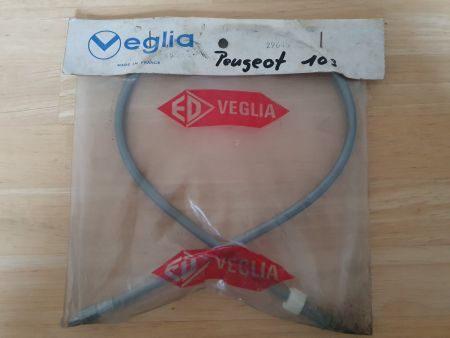 Veglia
MADE IN FRANCE
Peugeot 103
ED VEGLIA
ED VEGLIA